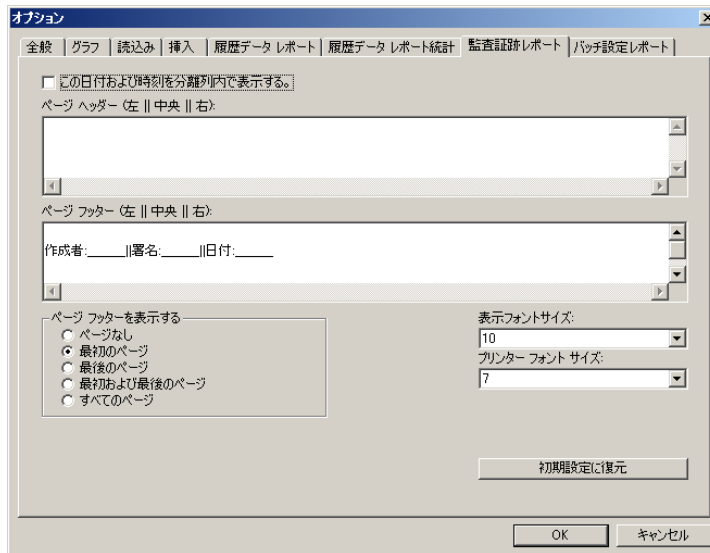 オプション
全般 グラフ 読込み 挿入 履歴データ レポート 履歴データ レポート統計 監査証跡レポート バッチ設定レポート
この日付および時刻を分離列内で表示する。
ページ ヘッダー (左 || 中央 || 右):
ページ フッター (左 || 中央 || 右):
作成者:______||署名:______||日付:______
ページ フッターを表示する
ページなし
最初のページ
最後のページ
最初および最後のページ
すべてのページ
表示フォントサイズ:
10
プリンター フォント サイズ:
7
初期設定に復元
OK キャンセル